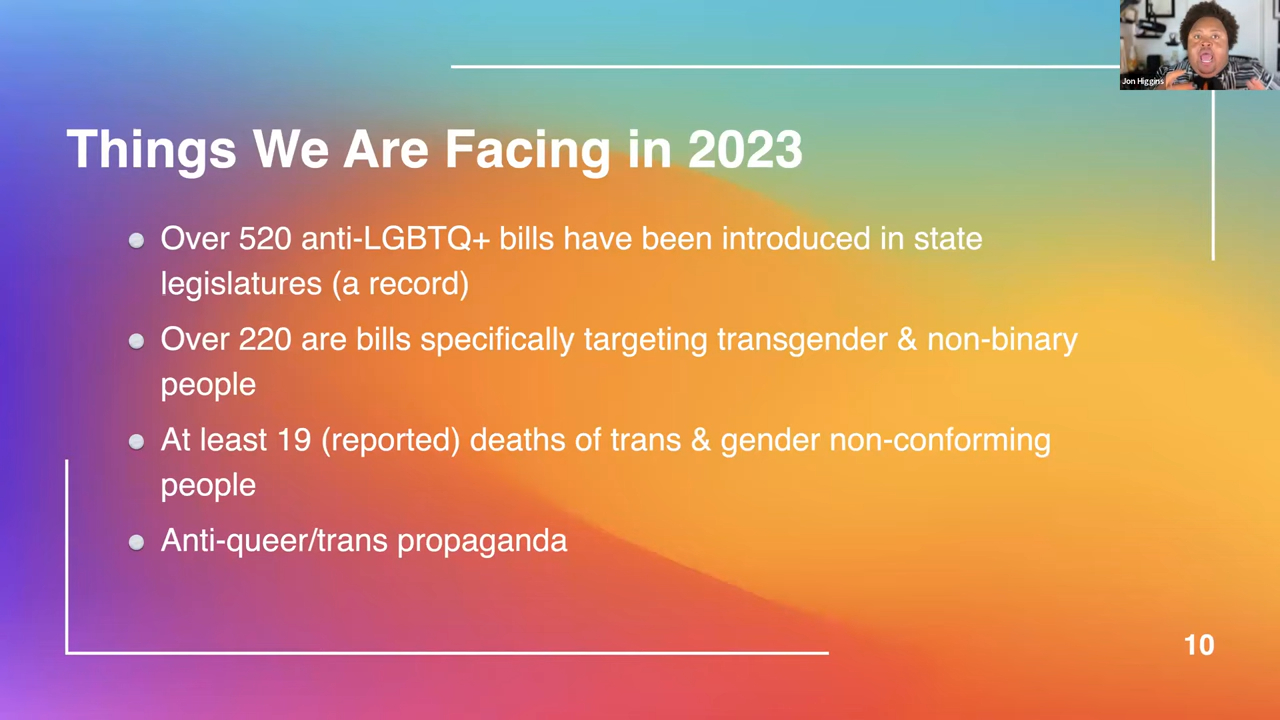 Jon Higgins
Things We Are Facing in 2023
Over 520 anti-LGBTQ+ bills have been introduced in state
legislatures (a record)
Over 220 are bills specifically targeting transgender & non-binary
people
At least 19 (reported) deaths of trans & gender non-conforming
people
Anti-queer/trans propaganda
10